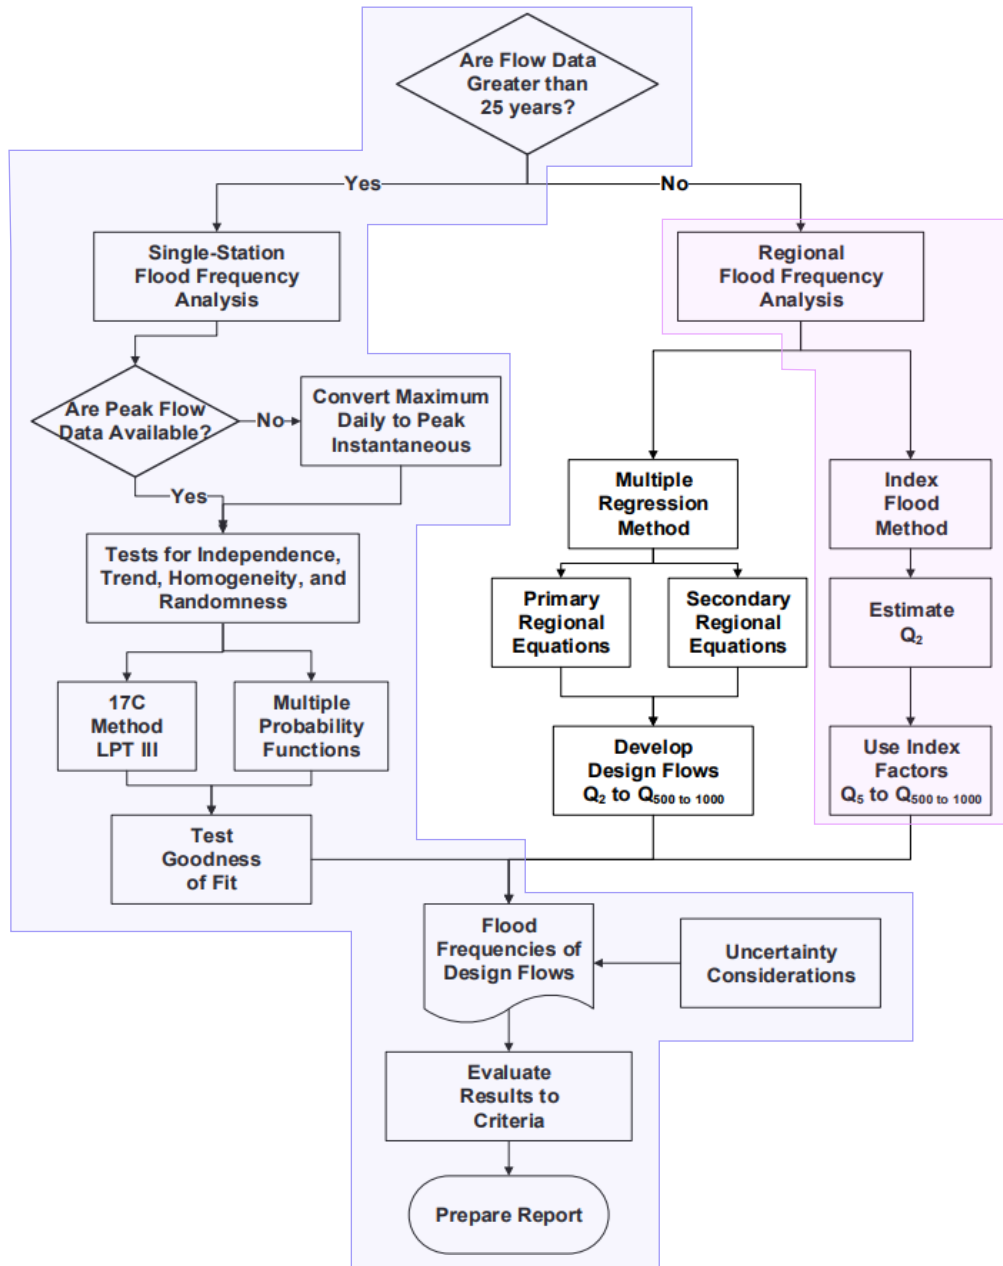 Are Flow Data
Greater than
25 years?
Yes
No
Single-Station
Flood Frequency
Analysis
Regional
Flood Frequency
Analysis
Are Peak Flow
Data Available?
No
Convert Maximum
Daily to Peak
Instantaneous
Yes
Multiple
Regression
Method
Index
Flood
Method
Tests for Independence,
Trend, Homogeneity, and
Randomness
Primary
Regional
Equations
Secondary
Regional
Equations
Estimate
Q2
17C
Method
LPT III
Multiple
Probability
Functions
Develop
Design Flows
Q2 to Q500 to 1000
Use Index
Factors
Q5 to Q500 to 1000
Test
Goodness
of Fit
Flood
Frequencies of
Design Flows
Uncertainty
Considerations
Evaluate
Results to
Criteria
Prepare Report